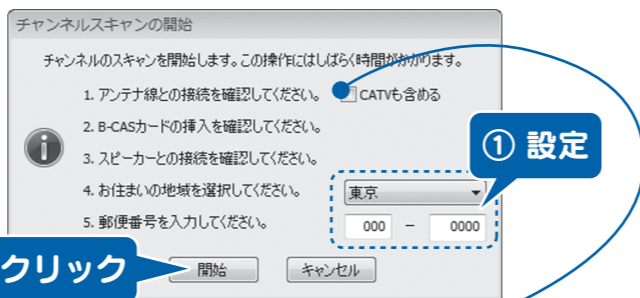 チャンネルスキャンの開始
チャンネルのスキャンを開始します。この操作にはしばらく時間がかかります。
1. アンテナ線との接続を確認してください。 CATVも含める
2. B-CASカードの挿入を確認してください。
3. スピーカーとの接続を確認してください。
① 設定
4. お住まいの地域を選択してください。 東京
5. 郵便番号を入力してください。 000 - 0000
クリック 開始 キャンセル